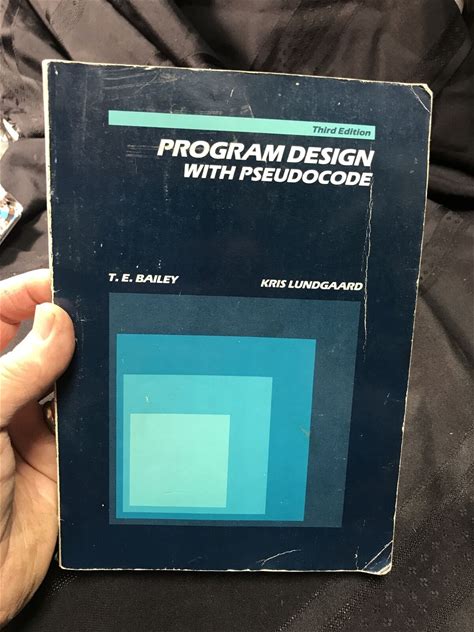 Third Edition
PROGRAM DESIGN
WITH PSEUDOCODE
T. E. BAILEY
KRIS LUNDGAARD